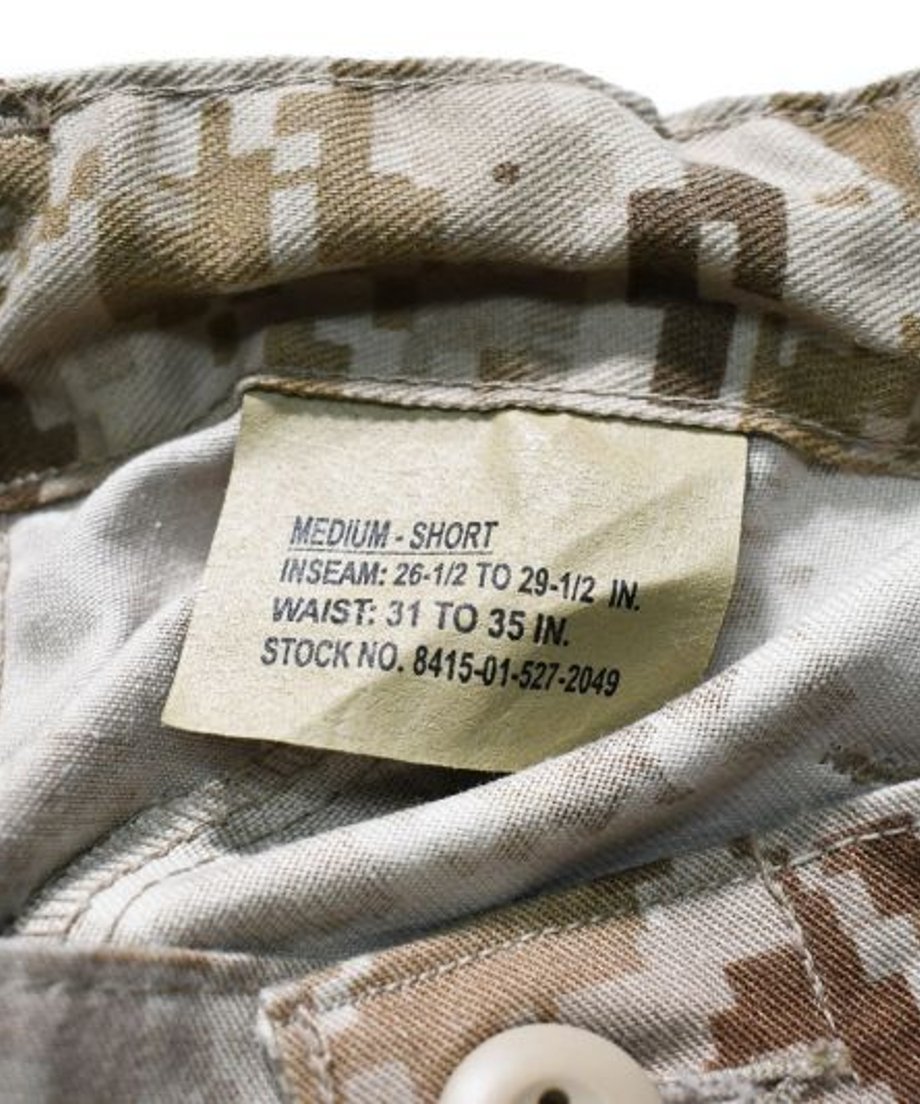 MEDIUM - SHORT
INSEAM: 26-1/2 TO 29-1/2 IN.
WAIST: 31 TO 35 IN.
STOCK NO. 8415-01-527-2049